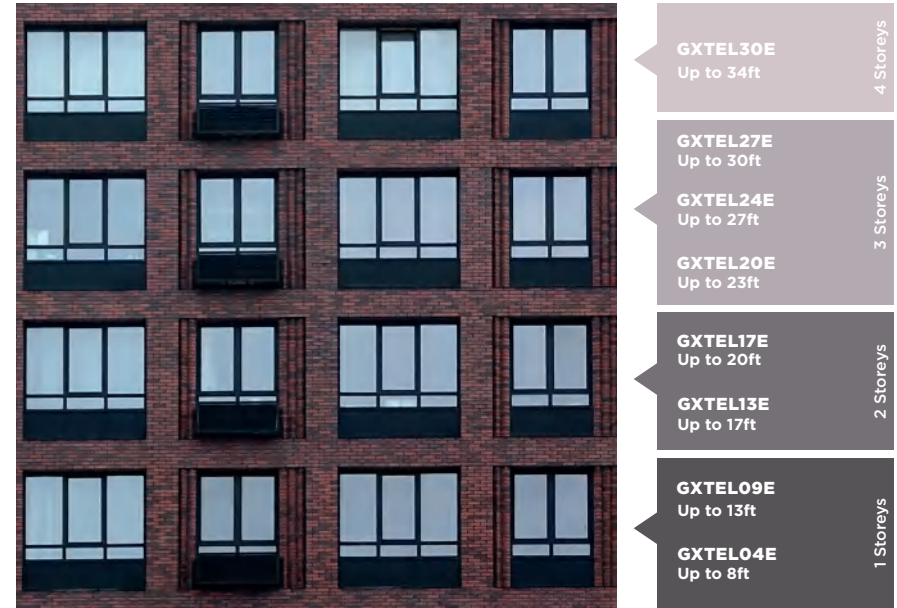 GXTEL30E
Up to 34ft
4 Storeys
GXTEL27E
Up to 30ft
GXTEL24E
Up to 27ft
GXTEL20E
Up to 23ft
3 Storeys
GXTEL17E
Up to 20ft
GXTEL13E
Up to 17ft
2 Storeys
GXTEL09E
Up to 13ft
GXTEL04E
Up to 8ft
1 Storeys